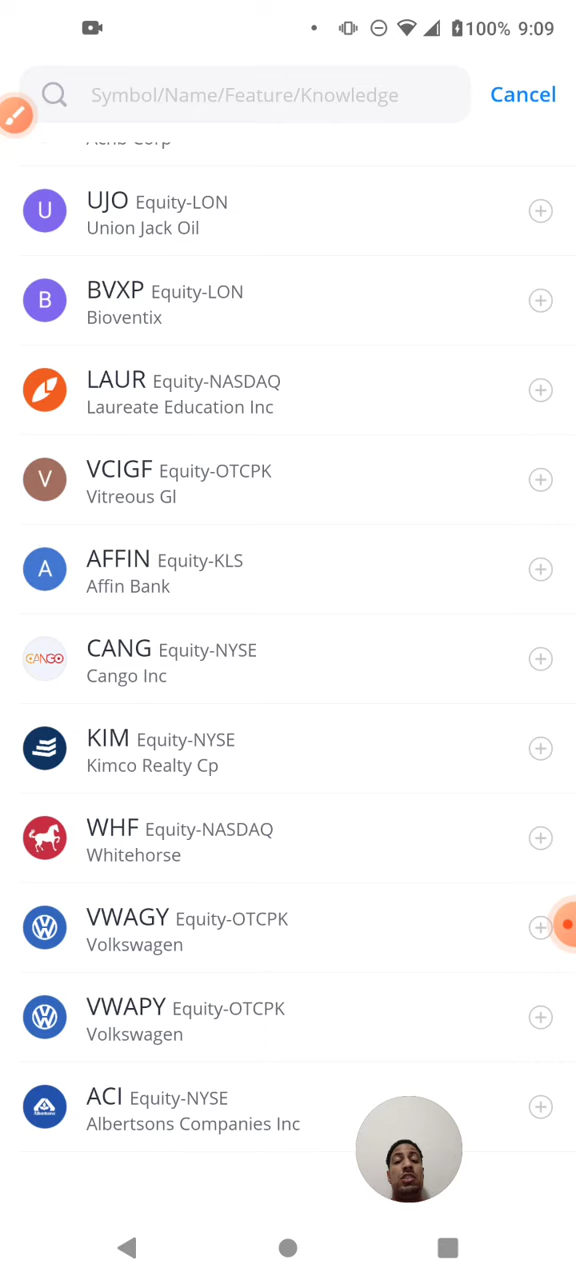 100% 9:09
Symbol/Name/Feature/Knowledge
Cancel
U
UJO Equity-LON
Union Jack Oil
B
BVXP Equity-LON
Bioventix
LAUR Equity-NASDAQ
Laureate Education Inc
V
VCIGF Equity-OTCPK
Vitreous Gl
A
AFFIN Equity-KLS
Affin Bank
CANGO
CANG Equity-NYSE
Cango Inc
KIM Equity-NYSE
Kimco Realty Cp
WHF Equity-NASDAQ
Whitehorse
VWAGY Equity-OTCPK
Volkswagen
VWAPY Equity-OTCPK
Volkswagen
Albertsons
ACI Equity-NYSE
Albertsons Companies Inc